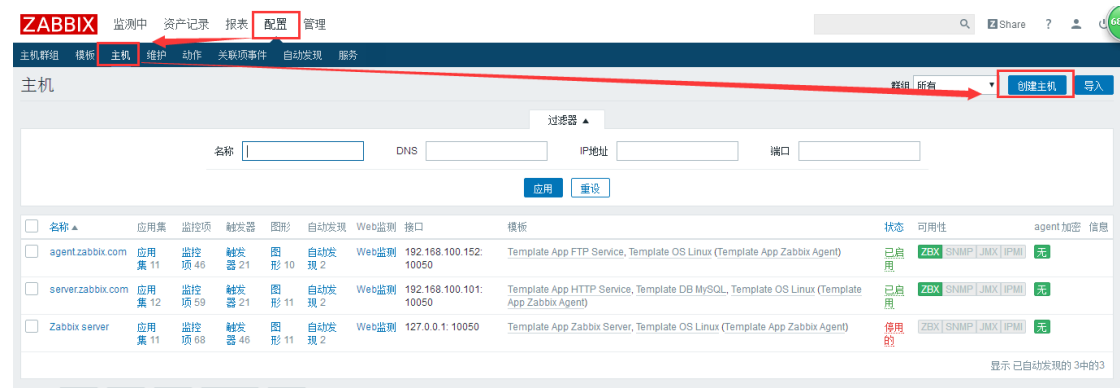 ZABBIX 监测中 资产记录 报表 配置 管理 Share ? 68
主机群组 模板 主机 维护 动作 关联项事件 自动发现 服务
主机 群组 所有 创建主机 导入
过滤器 ▲
名称 DNS IP地址 端口
应用 重设
名称 ▲ 应用集 监控项 触发器 图形 自动发现 Web监测 接口 模板 状态 可用性 agent 加密 信息
agent.zabbix.com 应用 监控 触发 图 自动发 Web监测 192.168.100.152: Template App FTP Service, Template OS Linux (Template App Zabbix Agent) 已启 ZBX SNMP JMX IPMI 无
集 11 项 46 器 21 形 10 现 2 10050 用
server.zabbix.com 应用 监控 触发 图 自动发 Web监测 192.168.100.101: Template App HTTP Service, Template DB MySQL, Template OS Linux (Template 已启 ZBX SNMP JMX IPMI 无
集 12 项 59 器 21 形 11 现 2 10050 App Zabbix Agent) 用
Zabbix server 应用 监控 触发 图 自动发 Web监测 127.0.0.1: 10050 Template App Zabbix Server, Template OS Linux (Template App Zabbix Agent) 停用 ZBX SNMP JMX IPMI 无
集 11 项 68 器 46 形 11 现 2 的
显示 已自动发现的 3中的3